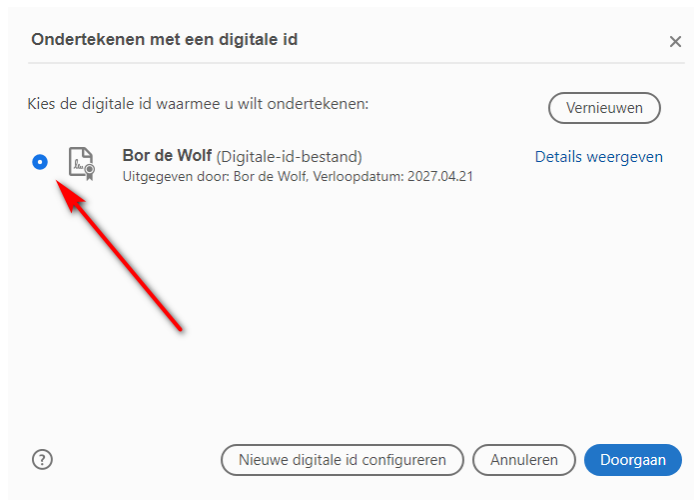 Ondertekenen met een digitale id
Kies de digitale id waarmee u wilt ondertekenen:
Vernieuwen
Bor de Wolf (Digitale-id-bestand)
Details weergeven
Uitgegeven door: Bor de Wolf, Verloopdatum: 2027.04.21
?
Nieuwe digitale id configureren
Annuleren
Doorgaan